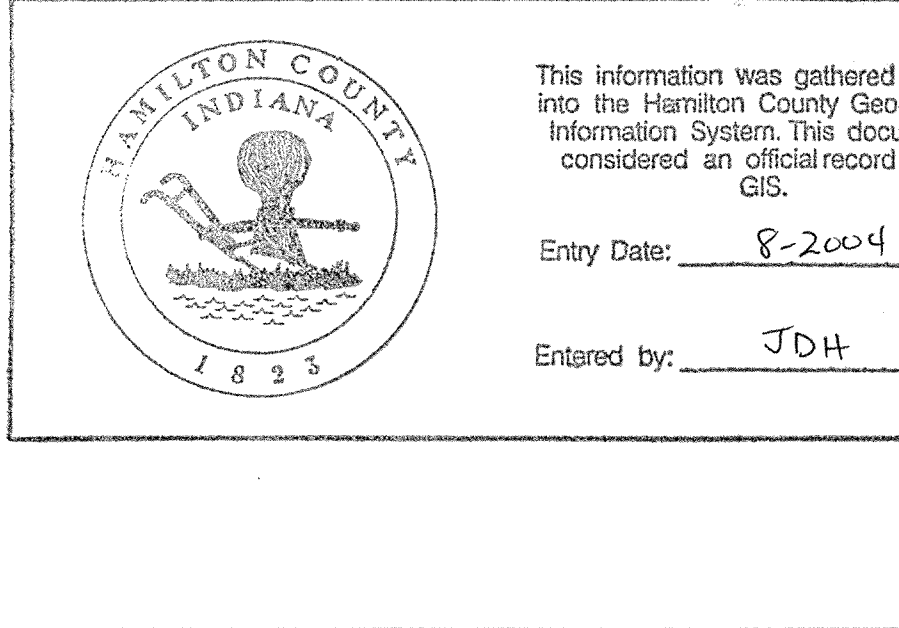 HAMILTON COUNTY
INDIANA
1823
This information was gathered
into the Hamilton County Geo
Information System. This docu
considered an official record
GIS.
Entry Date: 8-2004
Entered by: JDH